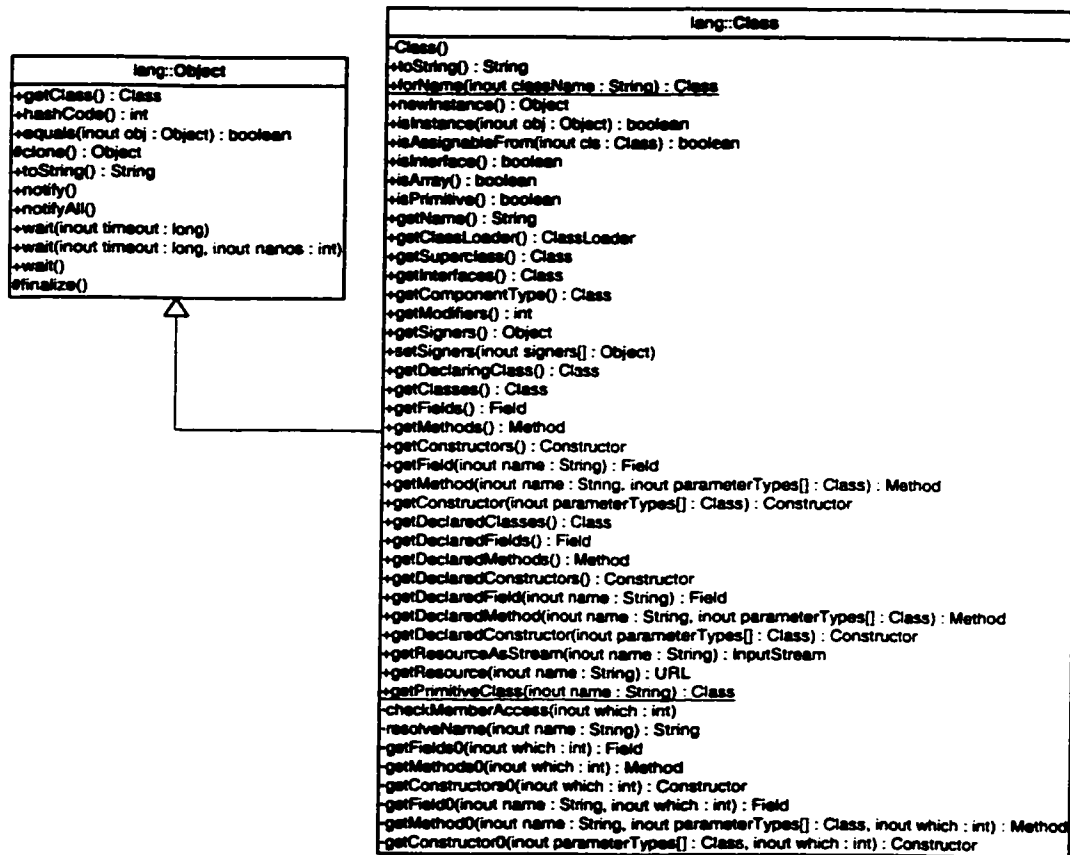 lang::Object
+getClass() : Class
+hashCode() : int
+equals(inout obj : Object) : boolean
#clone() : Object
+toString() : String
+notify()
+notifyAll()
+wait(inout timeout : long)
+wait(inout timeout : long, inout nanos : int)
+wait()
#finalize()
lang::Class
-Class()
+toString() : String
+forName(inout className : String) : Class
+newInstance() : Object
+isInstance(inout obj : Object) : boolean
+isAssignableFrom(inout cls : Class) : boolean
+isInterface() : boolean
+isArray() : boolean
+isPrimitive() : boolean
+getName() : String
+getClassLoader() : ClassLoader
+getSuperclass() : Class
+getInterfaces() : Class
+getComponentType() : Class
+getModifiers() : int
+getSigners() : Object
+setSigners(inout signers[] : Object)
+getDeclaringClass() : Class
+getClasses() : Class
+getFields() : Field
+getMethods() : Method
+getConstructors() : Constructor
+getField(inout name : String) : Field
+getMethod(inout name : String, inout parameterTypes[] : Class) : Method
+getConstructor(inout parameterTypes[] : Class) : Constructor
+getDeclaredClasses() : Class
+getDeclaredFields() : Field
+getDeclaredMethods() : Method
+getDeclaredConstructors() : Constructor
+getDeclaredField(inout name : String) : Field
+getDeclaredMethod(inout name : String, inout parameterTypes[] : Class) : Method
+getDeclaredConstructor(inout parameterTypes[] : Class) : Constructor
+getResourceAsStream(inout name : String) : InputStream
+getResource(inout name : String) : URL
+getPrimitiveClass(inout name : String) : Class
-checkMemberAccess(inout which : int)
-resolveName(inout name : String) : String
-getFields0(inout which : int) : Field
-getMethods0(inout which : int) : Method
-getConstructors0(inout which : int) : Constructor
-getField0(inout name : String, inout which : int) : Field
-getMethod0(inout name : String, inout parameterTypes[] : Class, inout which : int) : Method
-getConstructor0(inout parameterTypes[] : Class, inout which : int) : Constructor